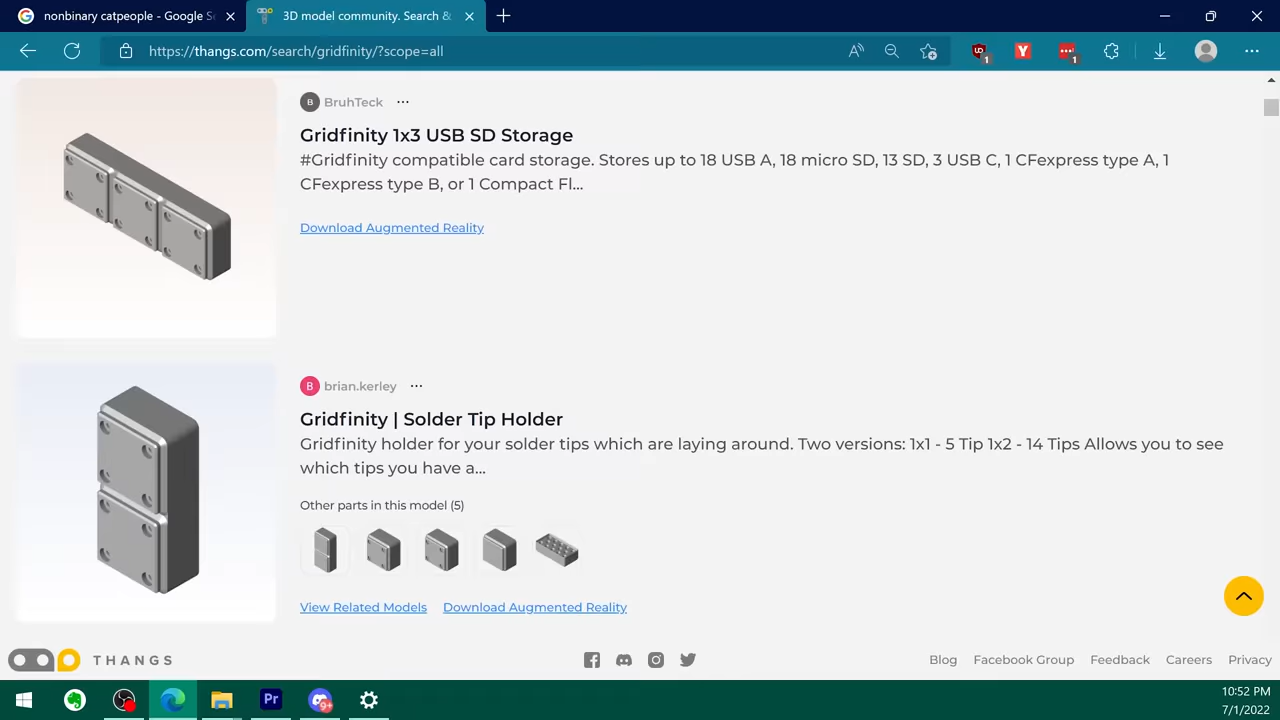 nonbinary catpeople - Google S
3D model community. Search &
https://thangs.com/search/gridfinity/?scope=all
B BruhTeck ...
Gridfinity 1x3 USB SD Storage
#Gridfinity compatible card storage. Stores up to 18 USB A, 18 micro SD, 13 SD, 3 USB C, 1 CFexpress type A, 1
CFexpress type B, or 1 Compact Fl...
Download Augmented Reality
B brian.kerley ...
Gridfinity | Solder Tip Holder
Gridfinity holder for your solder tips which are laying around. Two versions: 1x1 - 5 Tip 1x2 - 14 Tips Allows you to see
which tips you have a...
Other parts in this model (5)
View Related Models Download Augmented Reality
THANGS
Blog Facebook Group Feedback Careers Privacy
Pr
9+
10:52 PM
7/1/2022